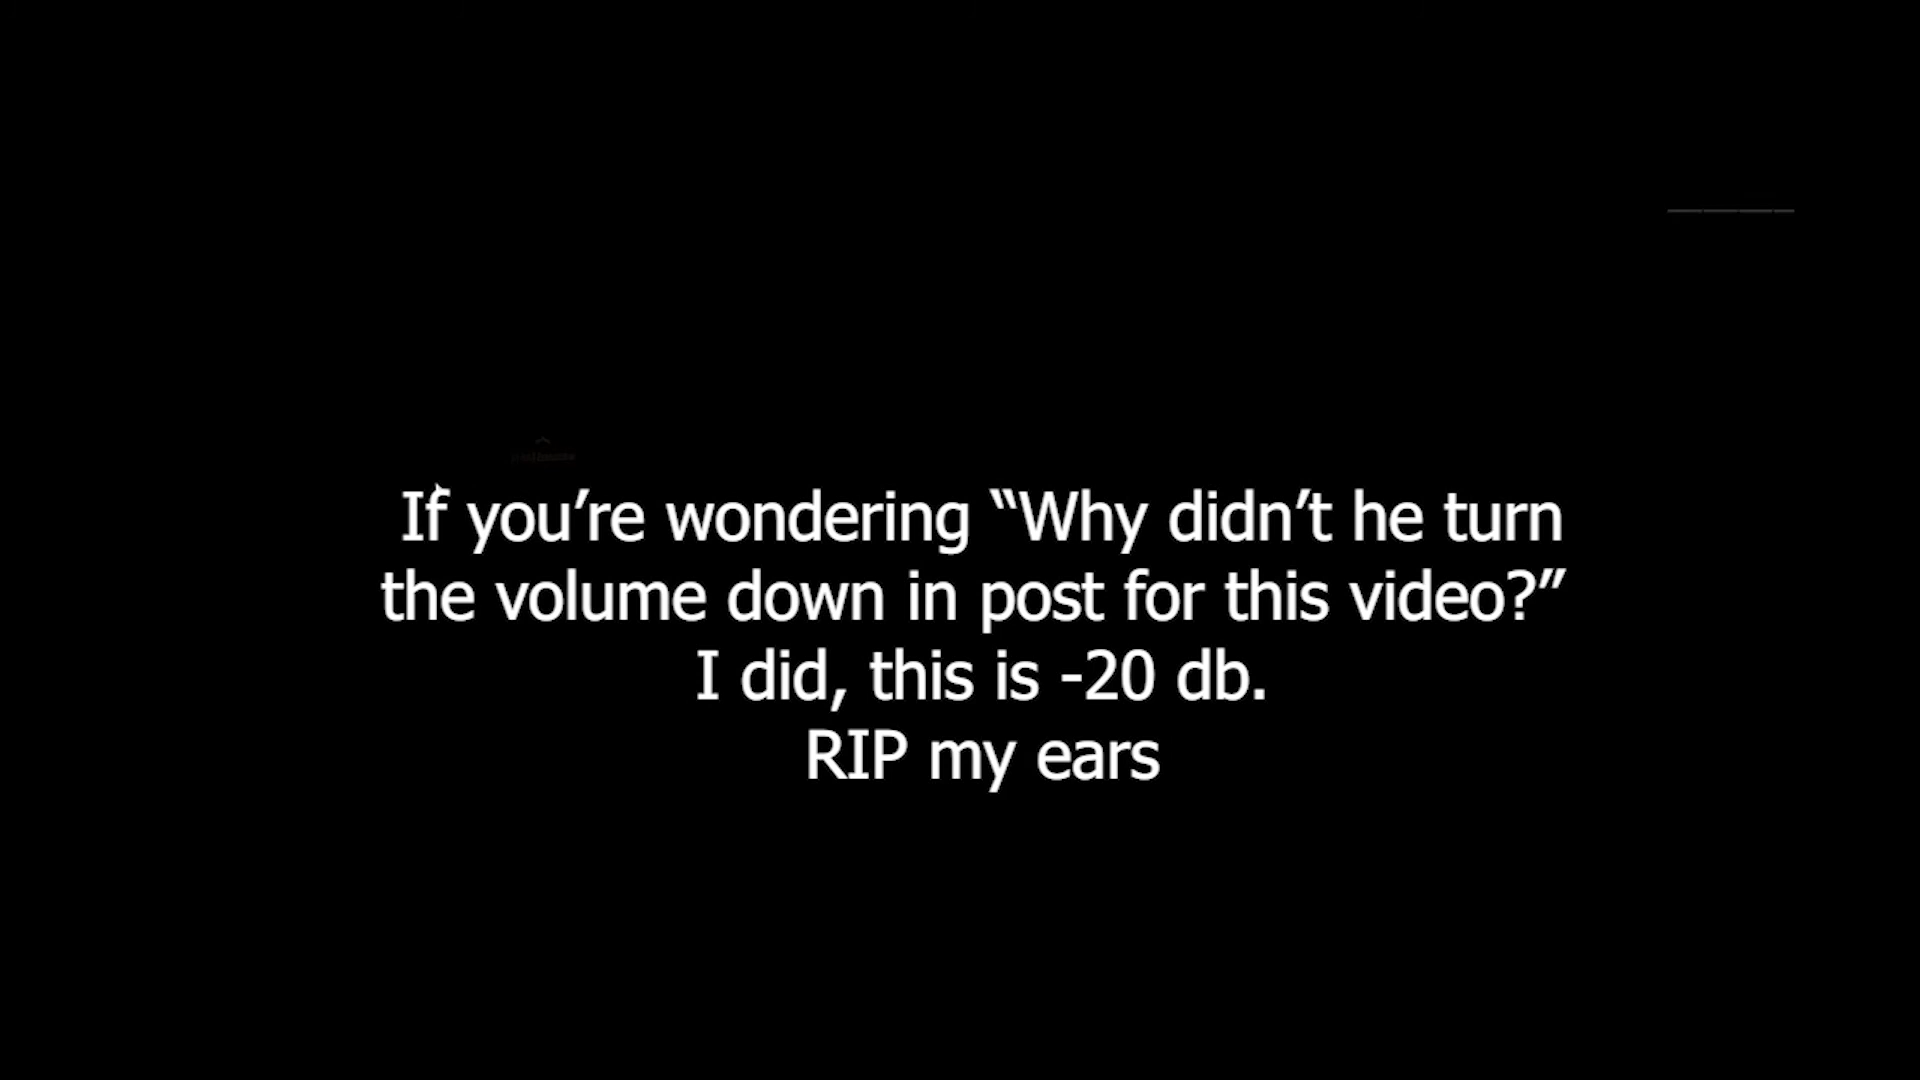 If you’re wondering “Why didn’t he turn
the volume down in post for this video?”
I did, this is -20 db.
RIP my ears